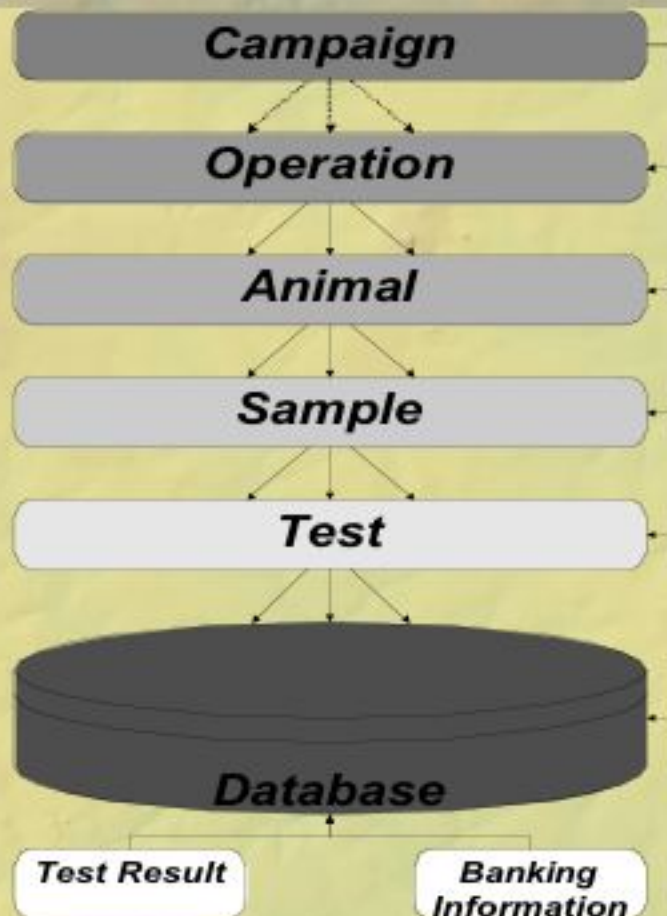 Campaign
Operation
Animal
Sample
Test
Database
Test Result
Banking
Information